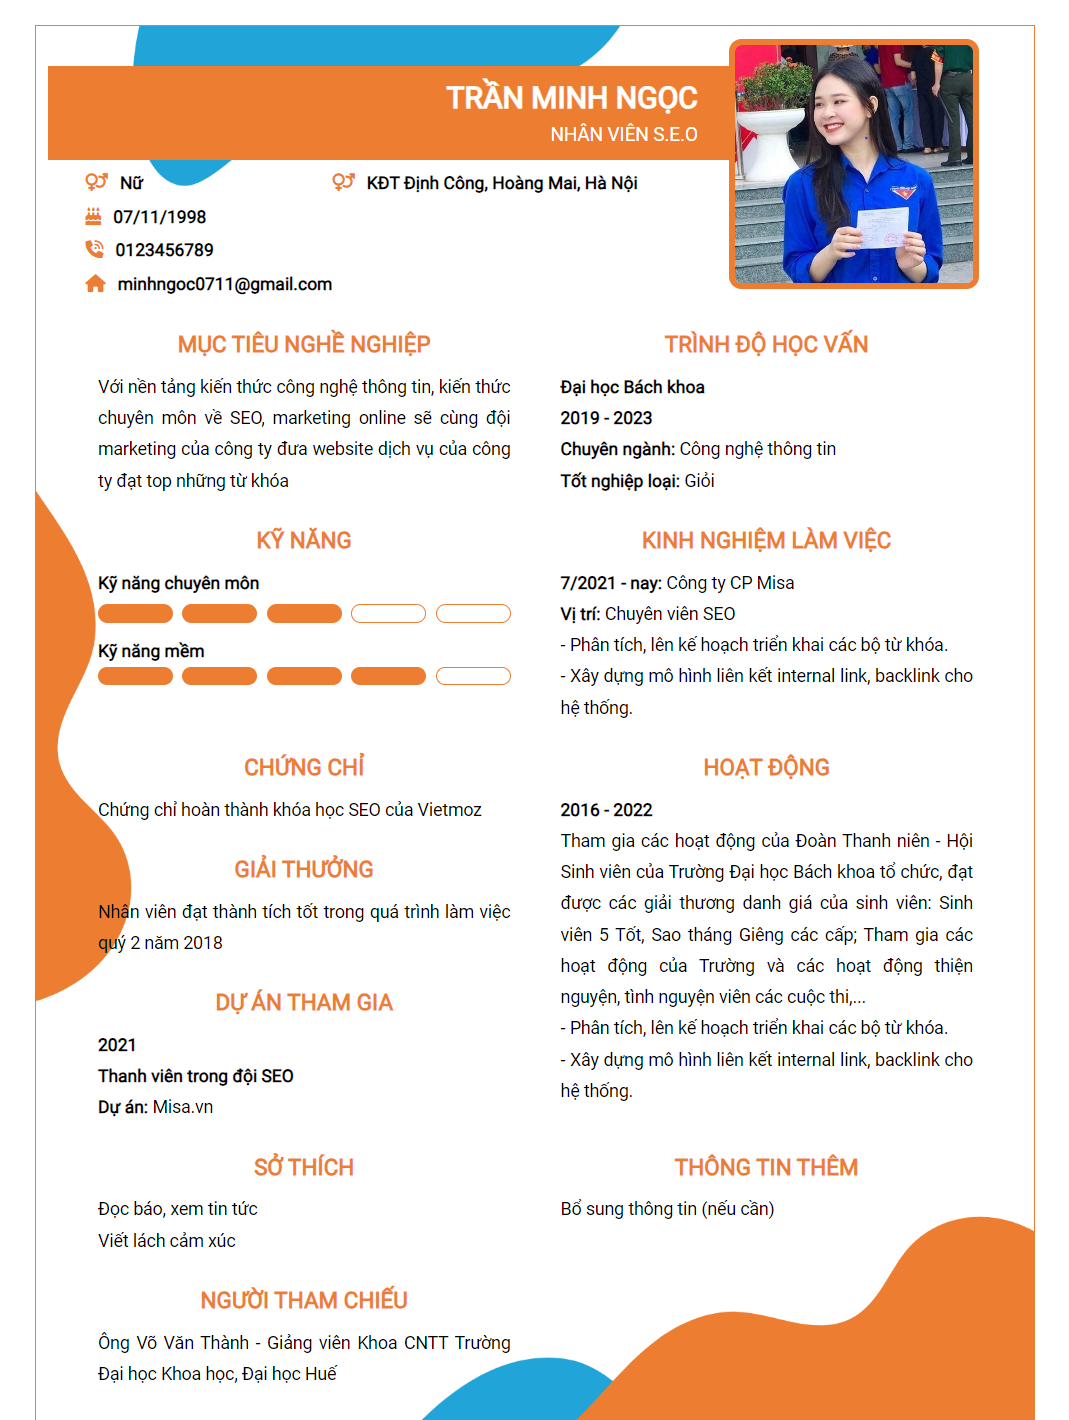 TRẦN MINH NGỌC
NHÂN VIÊN S.E.O
Nữ
KĐT Định Công, Hoàng Mai, Hà Nội
07/11/1998
0123456789
minhngoc0711@gmail.com
MỤC TIÊU NGHỀ NGHIỆP
Với nền tảng kiến thức công nghệ thông tin, kiến thức
chuyên môn về SEO, marketing online sẽ cùng đội
marketing của công ty đưa website dịch vụ của công
ty đạt top những từ khóa
KỸ NĂNG
Kỹ năng chuyên môn
Kỹ năng mềm
CHỨNG CHỈ
Chứng chỉ hoàn thành khóa học SEO của Vietmoz
GIẢI THƯỞNG
Nhân viên đạt thành tích tốt trong quá trình làm việc
quý 2 năm 2018
DỰ ÁN THAM GIA
2021
Thanh viên trong đội SEO
Dự án: Misa.vn
SỞ THÍCH
Đọc báo, xem tin tức
Viết lách cảm xúc
NGƯỜI THAM CHIẾU
Ông Võ Văn Thành - Giảng viên Khoa CNTT Trường
Đại học Khoa học, Đại học Huế
TRÌNH ĐỘ HỌC VẤN
Đại học Bách khoa
2019 - 2023
Chuyên ngành: Công nghệ thông tin
Tốt nghiệp loại: Giỏi
KINH NGHIỆM LÀM VIỆC
7/2021 - nay: Công ty CP Misa
Vị trí: Chuyên viên SEO
- Phân tích, lên kế hoạch triển khai các bộ từ khóa.
- Xây dựng mô hình liên kết internal link, backlink cho
hệ thống.
HOẠT ĐỘNG
2016 - 2022
Tham gia các hoạt động của Đoàn Thanh niên - Hội
Sinh viên của Trường Đại học Bách khoa tổ chức, đạt
được các giải thương danh giá của sinh viên: Sinh
viên 5 Tốt, Sao tháng Giêng các cấp; Tham gia các
hoạt động của Trường và các hoạt động thiện
nguyện, tình nguyện viên các cuộc thi,...
- Phân tích, lên kế hoạch triển khai các bộ từ khóa.
- Xây dựng mô hình liên kết internal link, backlink cho
hệ thống.
THÔNG TIN THÊM
Bổ sung thông tin (nếu cần)